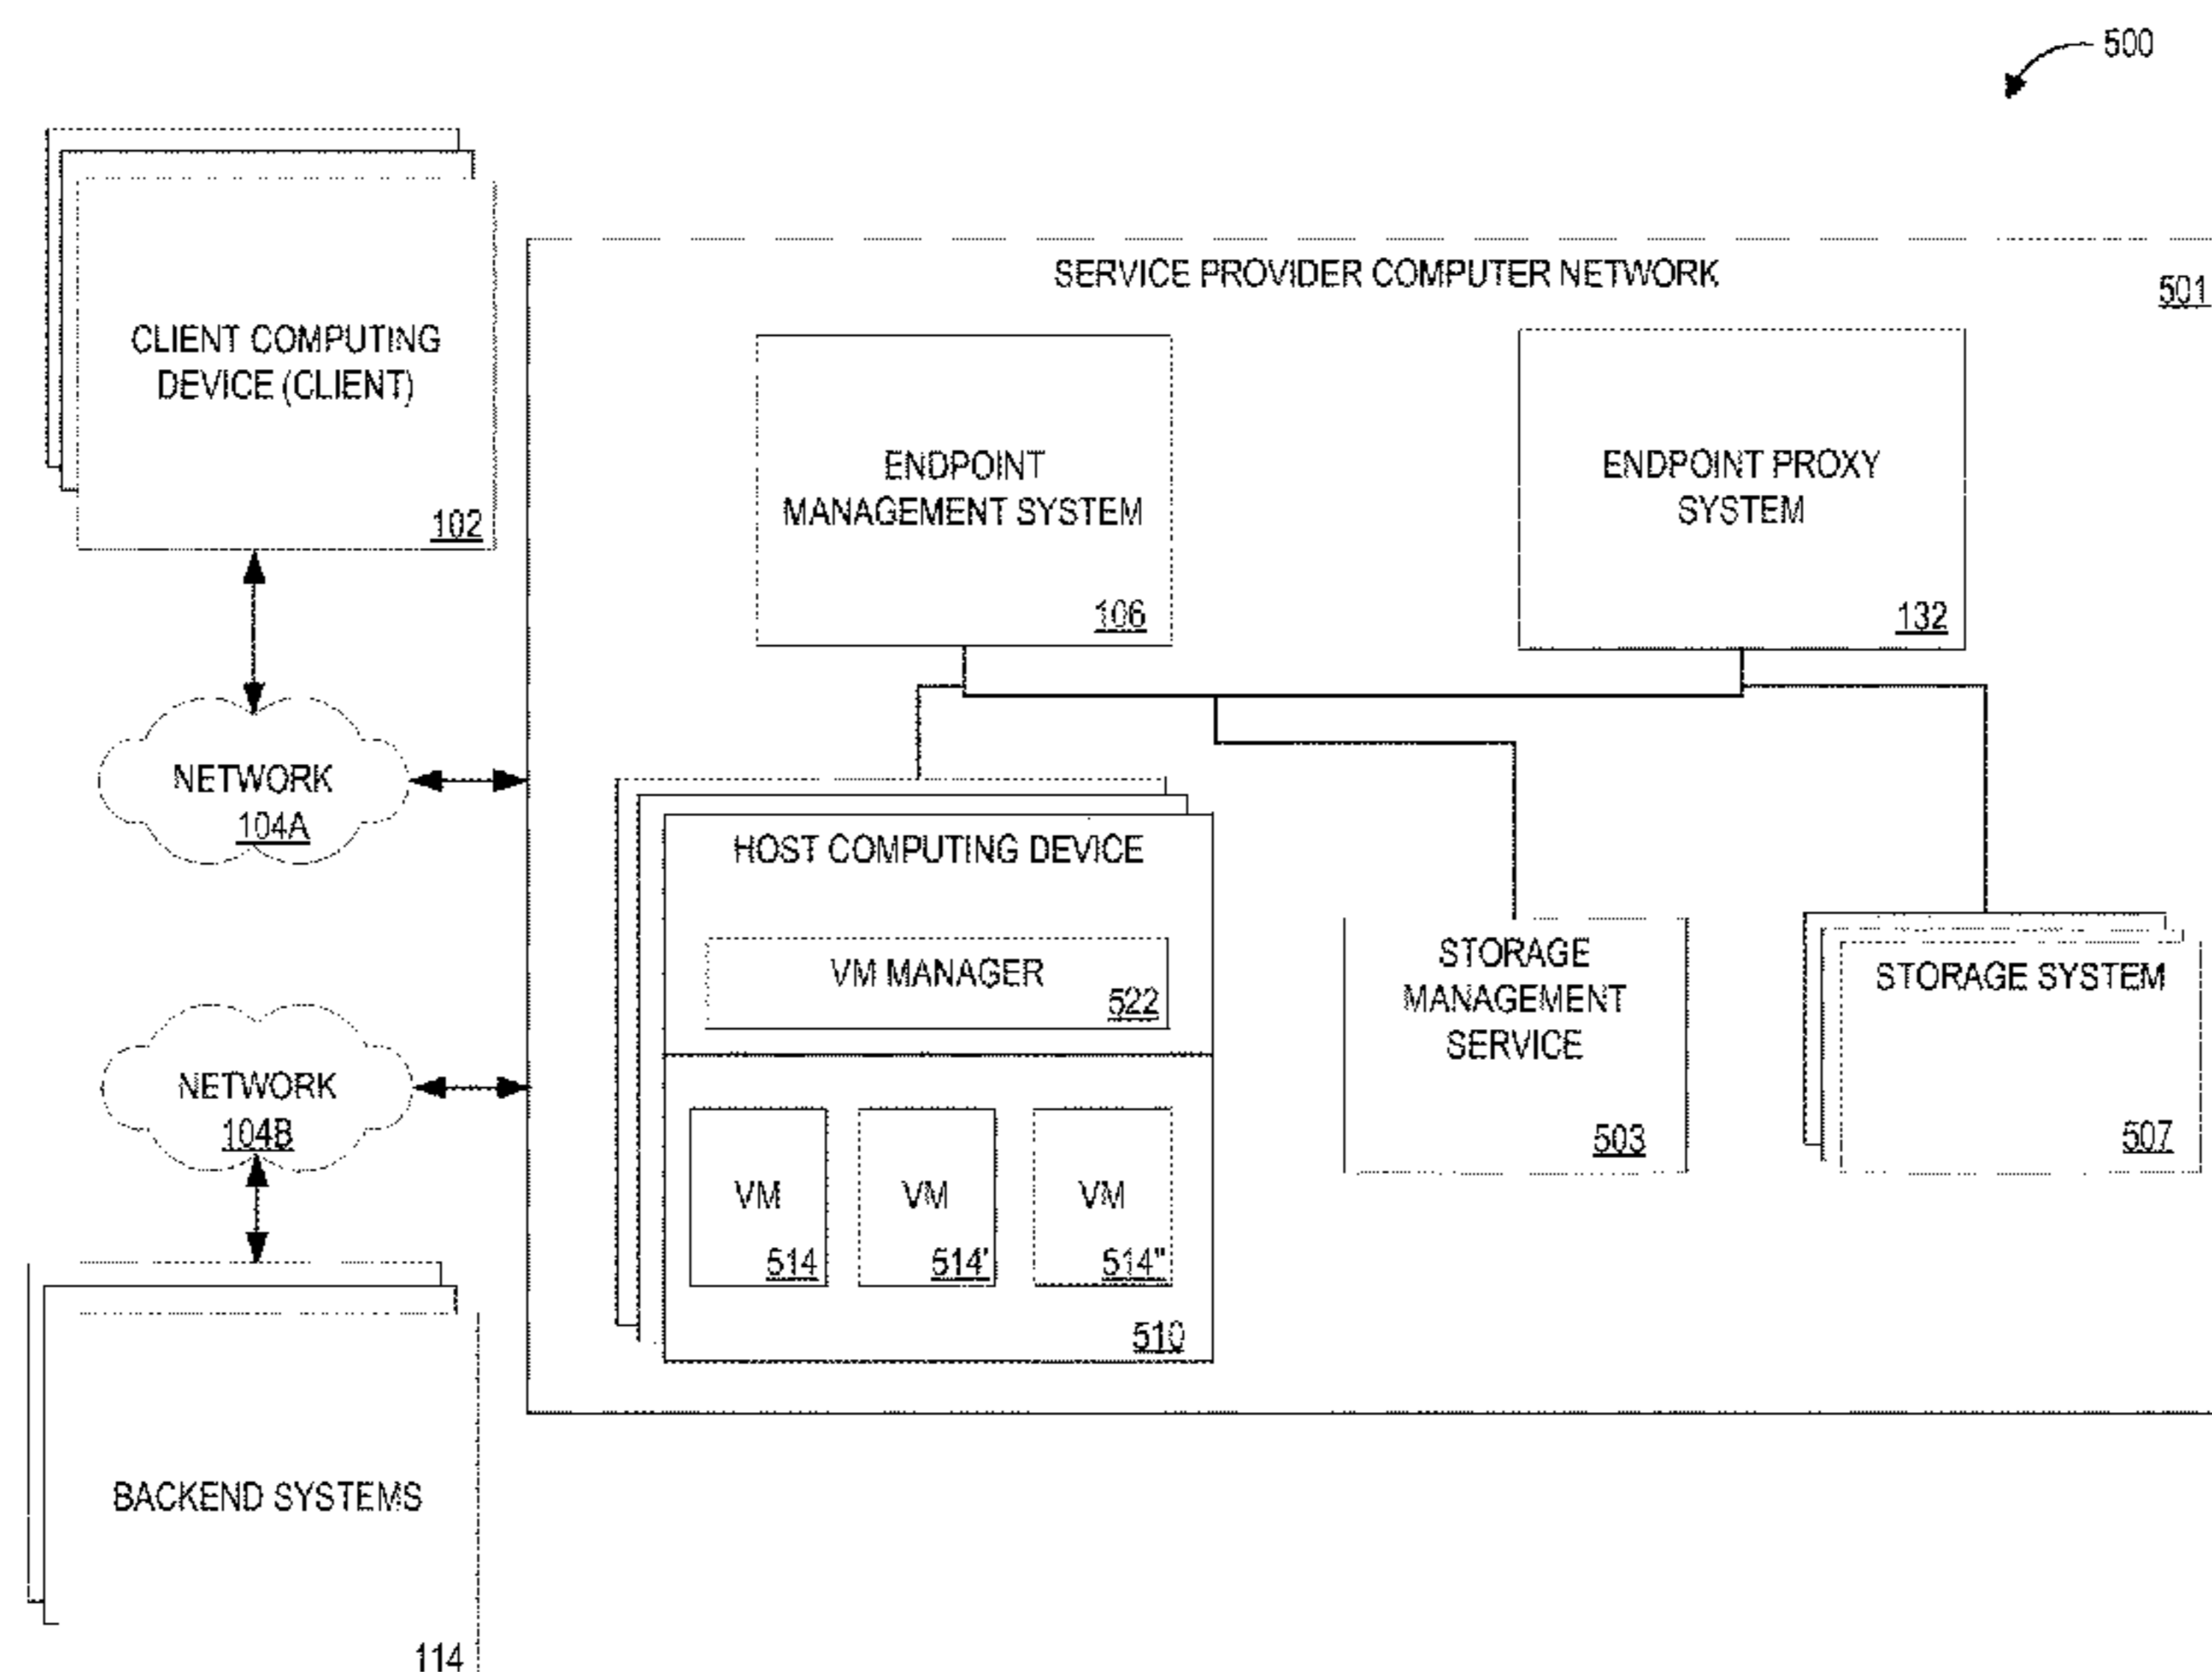 500
CLIENT COMPUTING
DEVICE (CLIENT)
102
NETWORK
104A
NETWORK
104B
BACKEND SYSTEMS
114
SERVICE PROVIDER COMPUTER NETWORK
501
ENDPOINT
MANAGEMENT SYSTEM
106
ENDPOINT PROXY
SYSTEM
132
HOST COMPUTING DEVICE
VM MANAGER
522
VM
514
VM
514'
VM
514"
510
STORAGE
MANAGEMENT
SERVICE
503
STORAGE SYSTEM
507